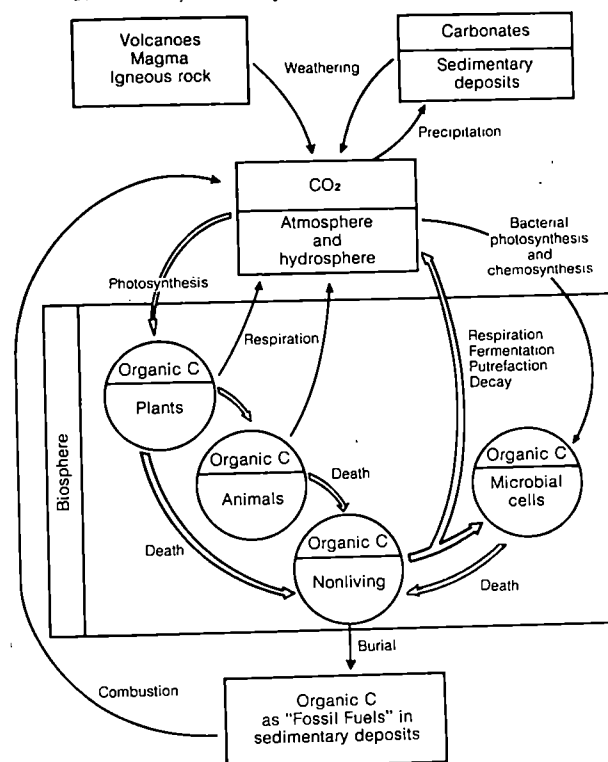 Volcanoes
Magma
Igneous rock
Weathering
Carbonates
Sedimentary
deposits
Precipitation
CO₂
Atmosphere
and
hydrosphere
Bacterial
photosynthesis
and
chemosynthesis
Photosynthesis
Respiration
Respiration
Fermentation
Putrefaction
Decay
Biosphere
Organic C
Plants
Organic C
Animals
Death
Organic C
Microbial
cells
Death
Organic C
Nonliving
Death
Burial
Combustion
Organic C
as "Fossil Fuels" in
sedimentary deposits